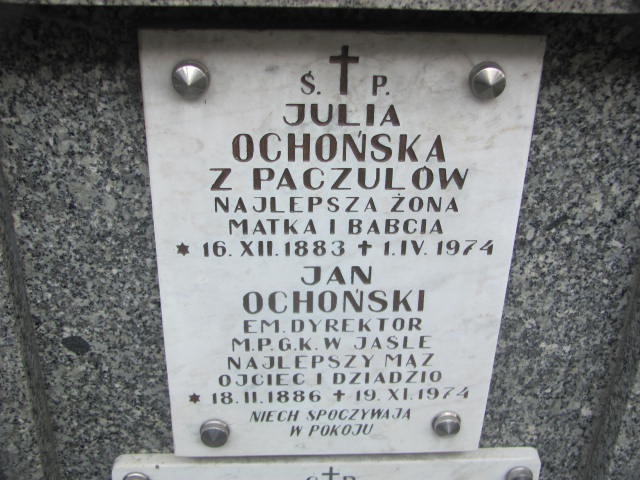 Ś. ✝ P.
JULIA
OCHOŃSKA
Z PACZULÓW
NAJLEPSZA ŻONA
MATKA I BABCIA
* 16. XII. 1883 ✝ 1. IV. 1974
JAN
OCHOŃSKI
EM. DYREKTOR
M.P.G.K. W JAŚLE
NAJLEPSZY MĄŻ
OJCIEC I DZIADZIO
* 18. II. 1886 ✝ 19. XI. 1974
NIECH SPOCZYWAJĄ
W POKOJU
Ś ✝ P.